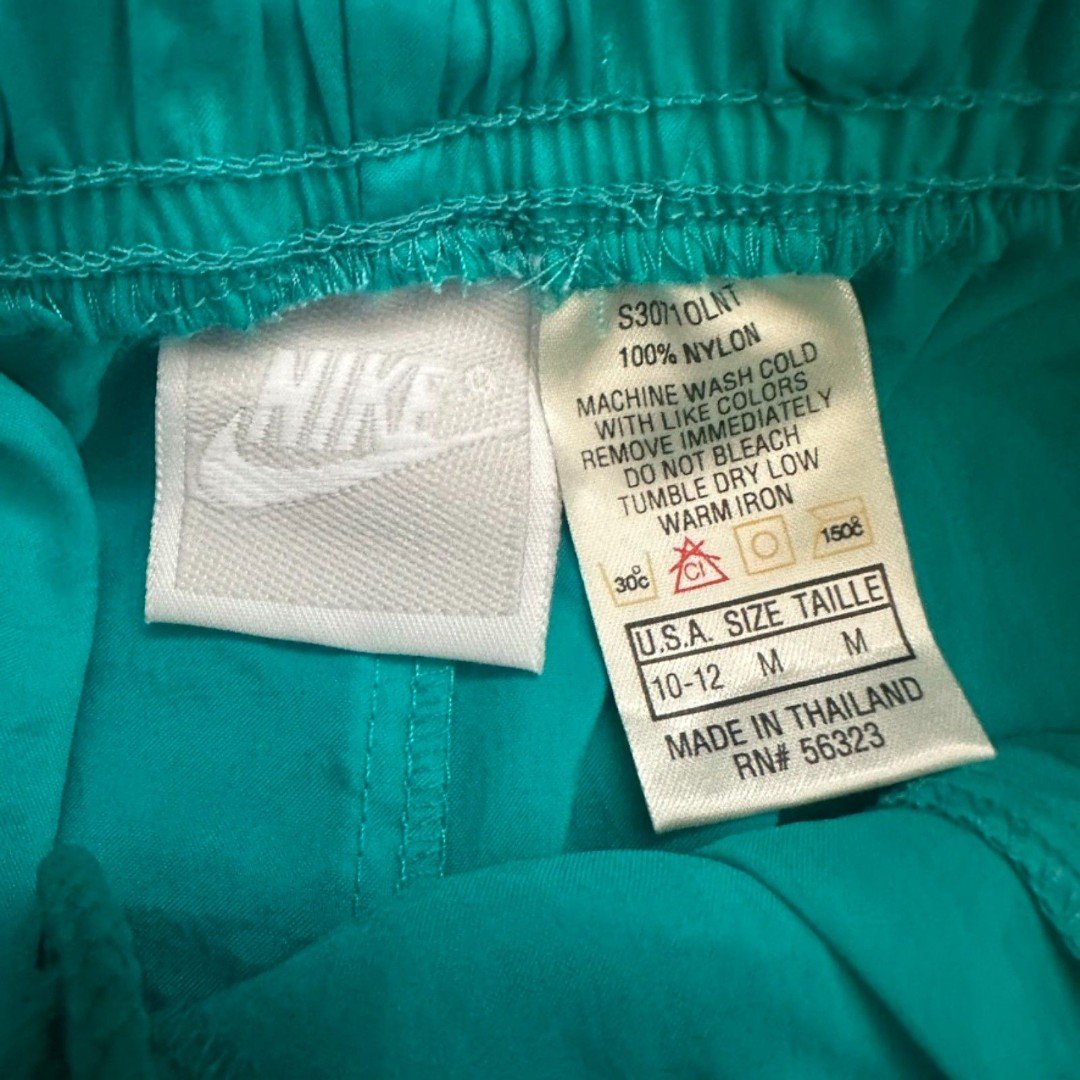 NIKE®
S30710LNT
100% NYLON
MACHINE WASH COLD
WITH LIKE COLORS
REMOVE IMMEDIATELY
DO NOT BLEACH
TUMBLE DRY LOW
WARM IRON
30°C Cl 150°C
U.S.A. SIZE TAILLE
10-12 M M
MADE IN THAILAND
RN# 56323